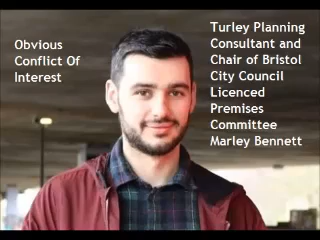 Obvious
Conflict Of
Interest
Turley Planning
Consultant and
Chair of Bristol
City Council
Licenced
Premises
Committee
Marley Bennett